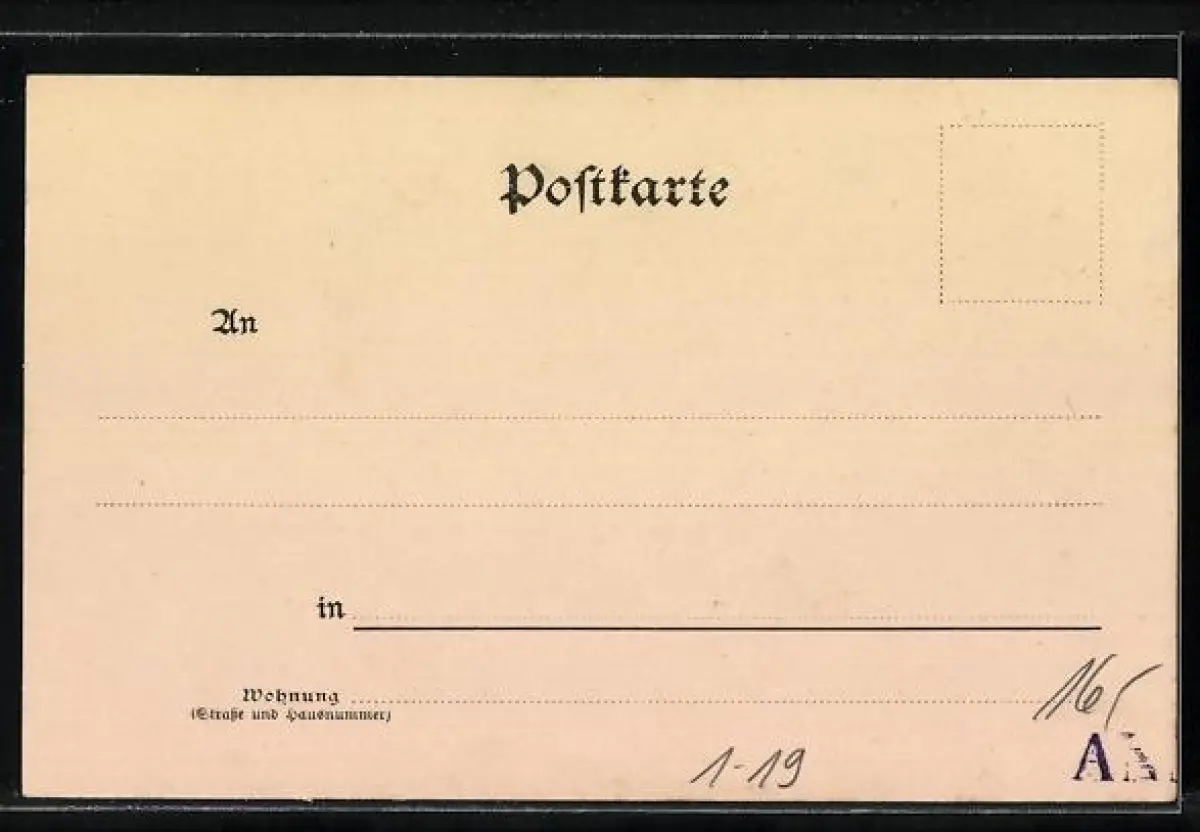 Postkarte
An
in
Wohnung
(Straße und Hausnummer)
1-19
A